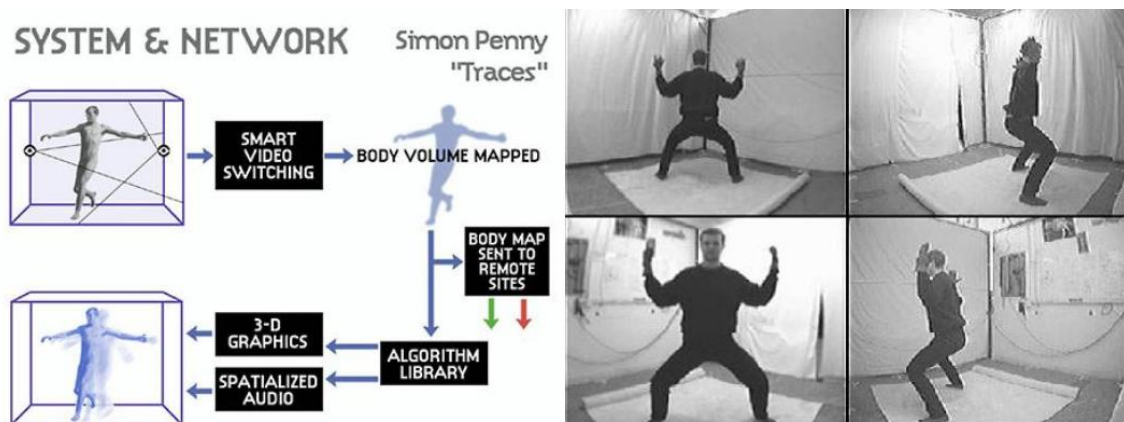 SYSTEM & NETWORK
Simon Penny
"Traces"
SMART
VIDEO
SWITCHING
BODY VOLUME MAPPED
BODY MAP
SENT TO
REMOTE
SITES
3-D
GRAPHICS
ALGORITHM
LIBRARY
SPATIALIZED
AUDIO